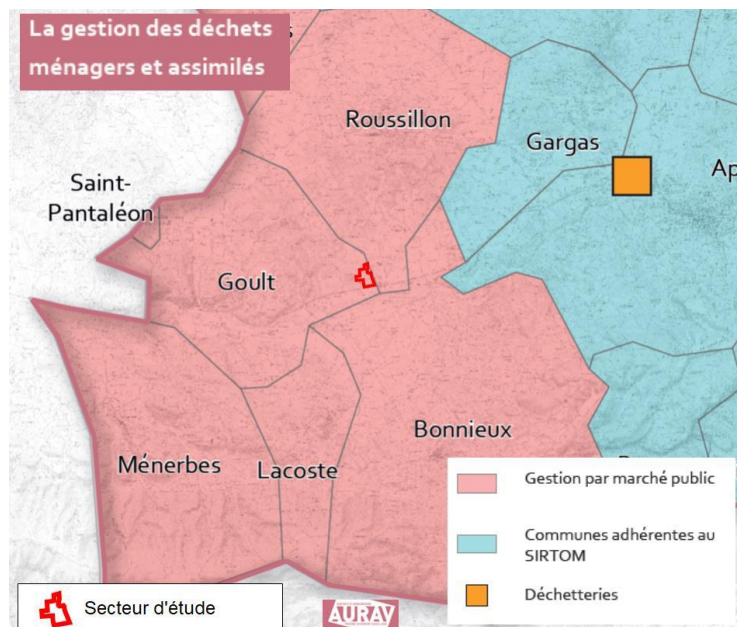 La gestion des déchets
ménagers et assimilés
Roussillon
Gargas
Ap
Saint-
Pantaléon
Goult
Bonnieux
Ménerbes
Lacoste
Gestion par marché public
Communes adhérentes au
SIRTOM
Déchetteries
Secteur d'étude
AURAV